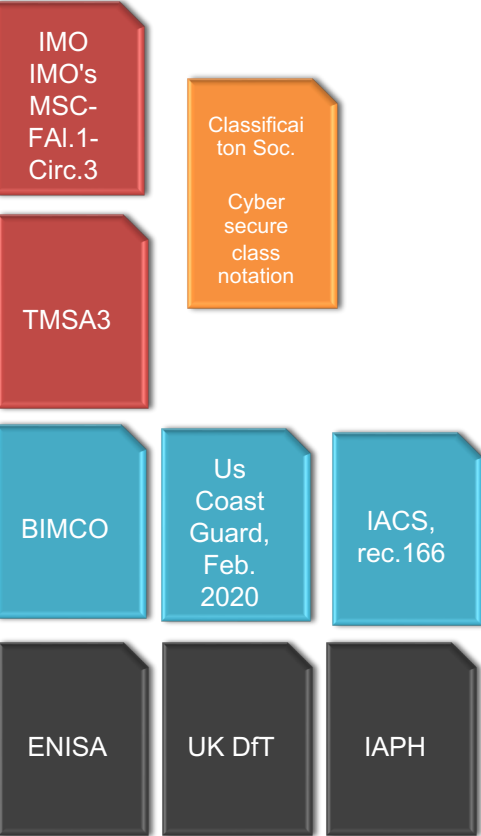 IMO
IMO's
MSC-
FAl.1-
Circ.3
Classificai
ton Soc.
Cyber
secure
class
notation
TMSA3
BIMCO
Us
Coast
Guard,
Feb.
2020
IACS,
rec.166
ENISA
UK DfT
IAPH